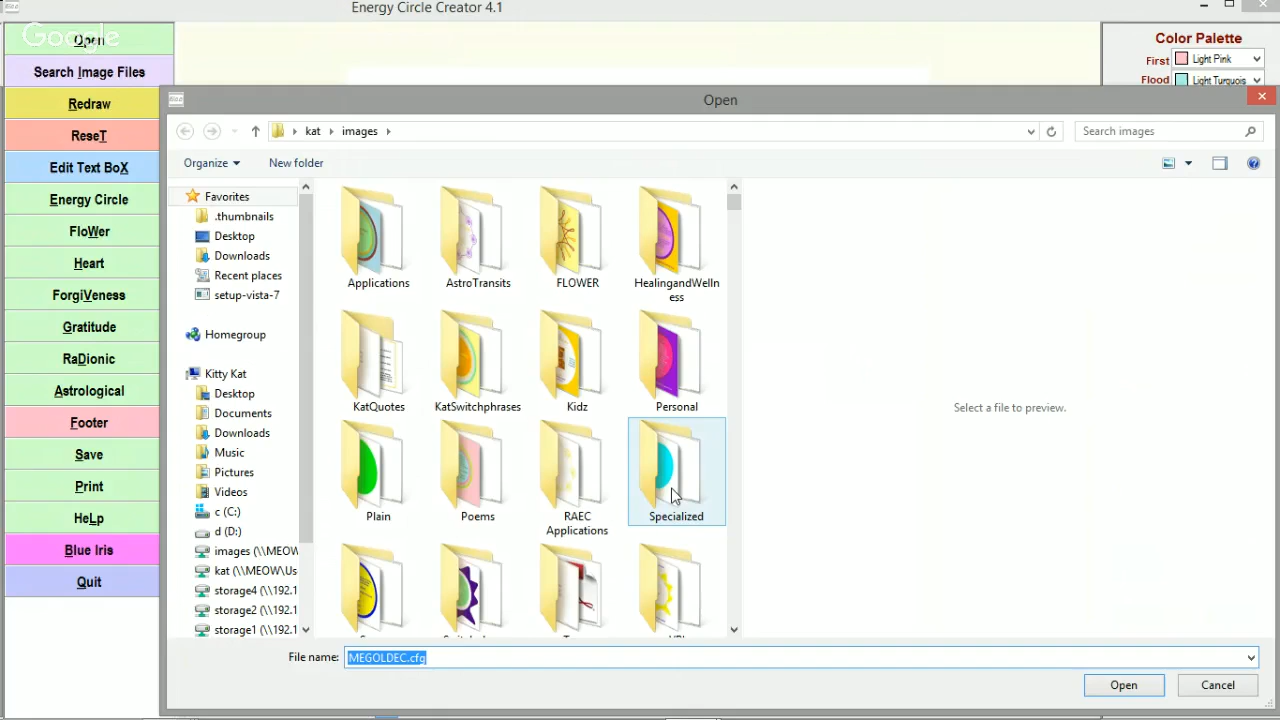 Energy Circle Creator 4.1
Google
Open
Search Image Files
Redraw
ReseT
Edit Text BoX
Energy Circle
FloWer
Heart
ForgiVeness
Gratitude
RaDionic
Astrological
Footer
Save
Print
HeLp
Blue Iris
Quit
Color Palette
First Light Pink
Flood Light Turquois
Open
kat images
Search images
Organize New folder
Favorites
.thumbnails
Desktop
Downloads
Recent places
setup-vista-7
Homegroup
Kitty Kat
Desktop
Documents
Downloads
Music
Pictures
Videos
c (C:)
d (D:)
images (\\MEOW
kat (\\MEOW\Us
storage4 (\\192.1
storage2 (\\192.1
storage1 (\\192.1
Applications AstroTransits FLOWER HealingandWelln
ess
KatQuotes KatSwitchphrases Kidz Personal
Plain Poems RAEC Specialized
Applications
Select a file to preview.
File name: MEGOLDEC.cfg
Open Cancel